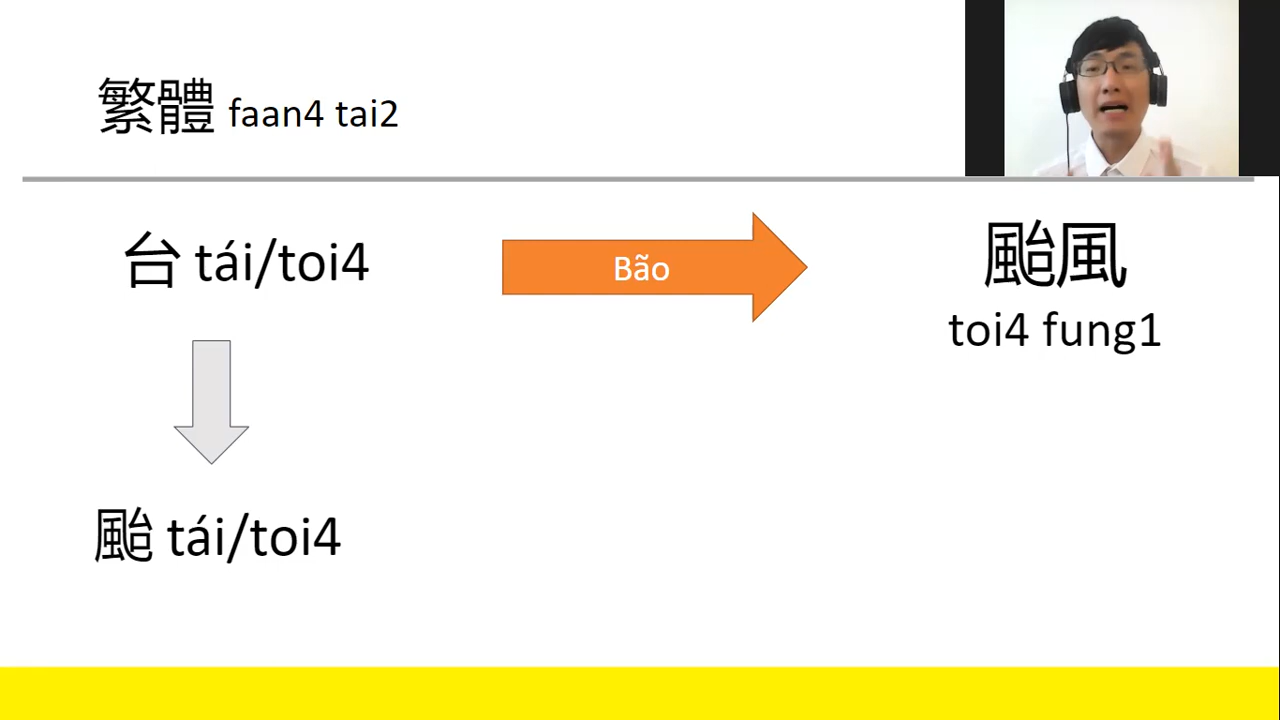 繁體 faan4 tai2
台 tái/toi4
Bão
颱風
toi4 fung1
颱 tái/toi4